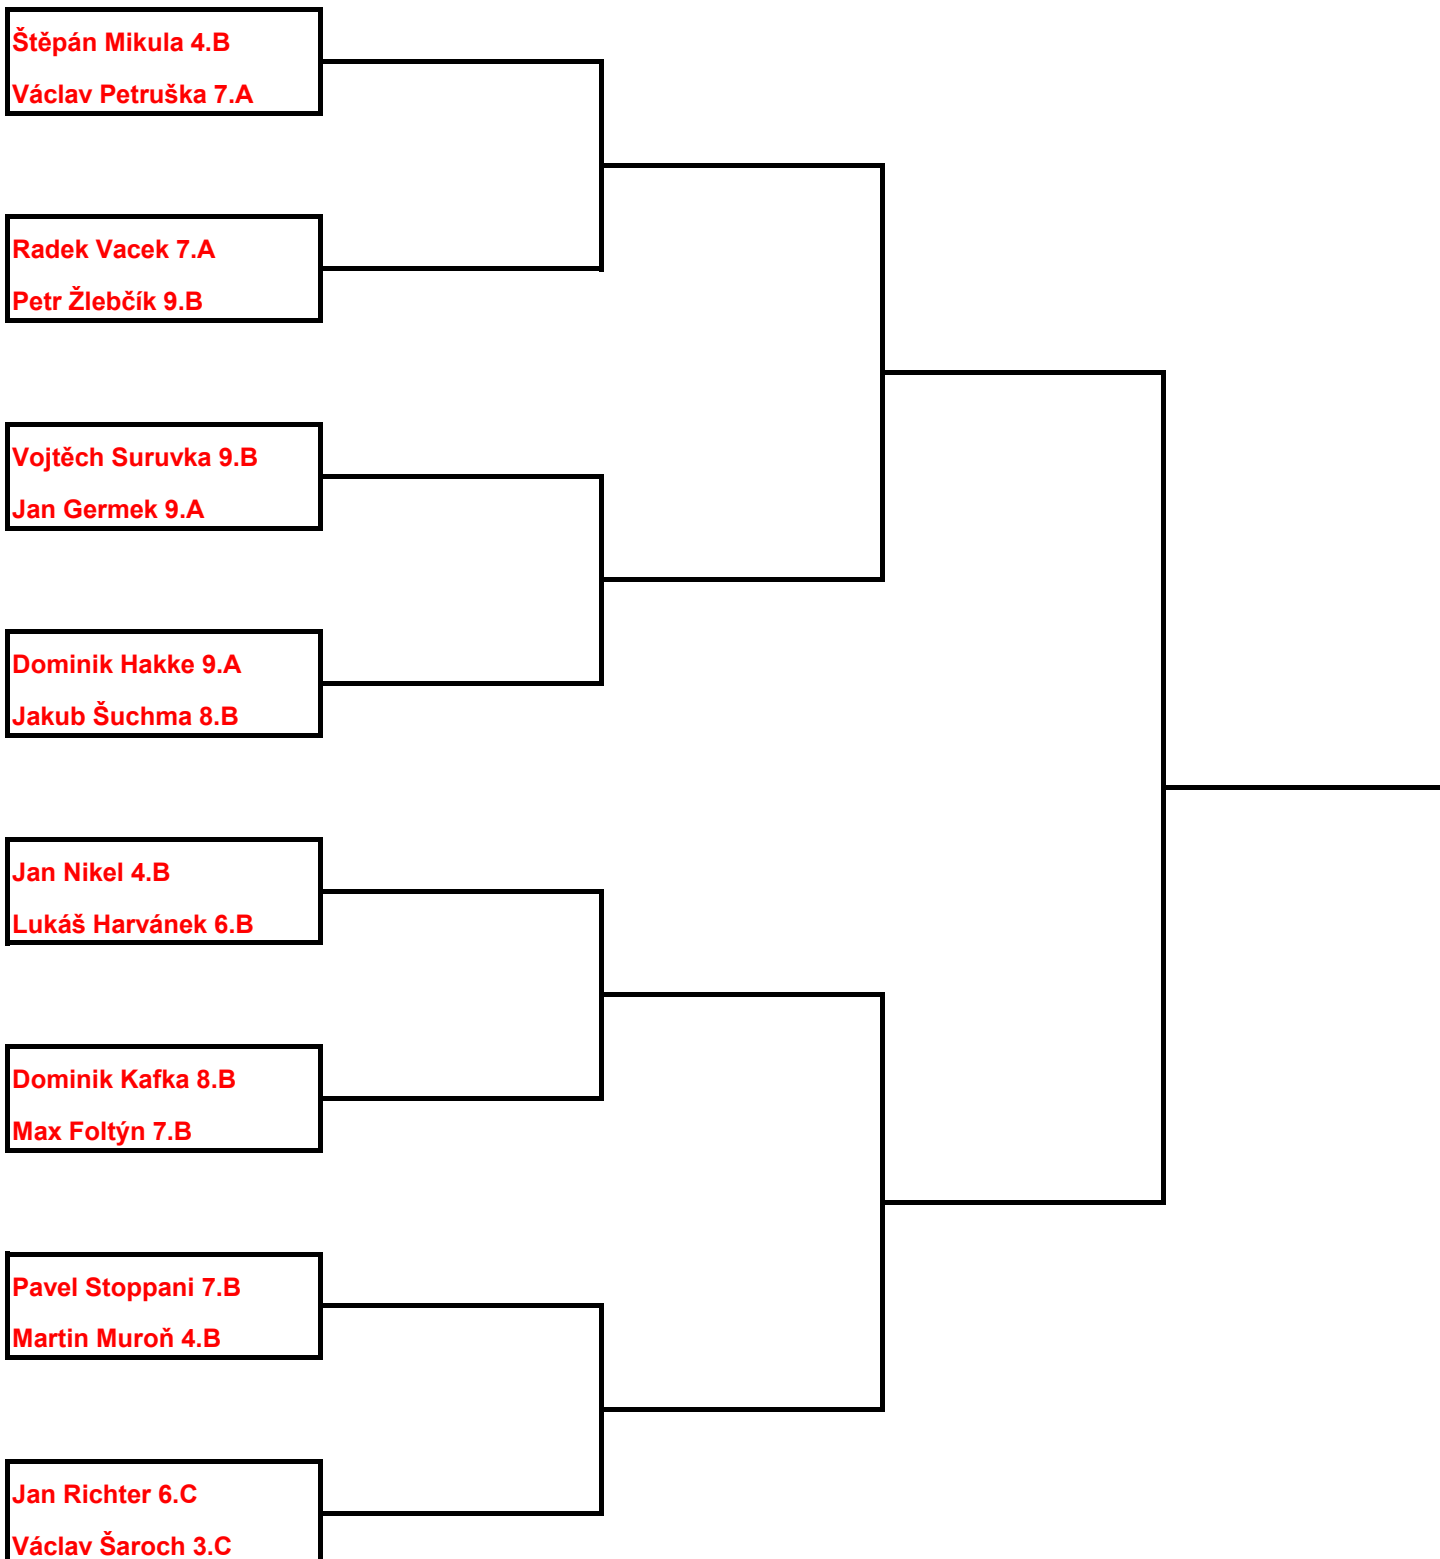 Štěpán Mikula 4.B
Václav Petruška 7.A
Radek Vacek 7.A
Petr Žlebčík 9.B
Vojtěch Suruvka 9.B
Jan Germek 9.A
Dominik Hakke 9.A
Jakub Šuchma 8.B
Jan Nikel 4.B
Lukáš Harvánek 6.B
Dominik Kafka 8.B
Max Foltýn 7.B
Pavel Stoppani 7.B
Martin Muroň 4.B
Jan Richter 6.C
Václav Šaroch 3.C